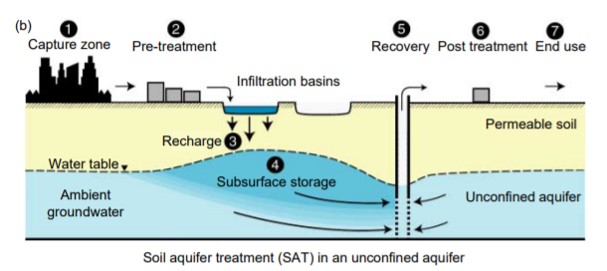 (b)
1 2 5 6 7
Capture zone Pre-treatment Recovery Post treatment End use
Infiltration basins
Permeable soil
Recharge 3
4
Water table
Subsurface storage
Ambient
groundwater
Unconfined aquifer
Soil aquifer treatment (SAT) in an unconfined aquifer